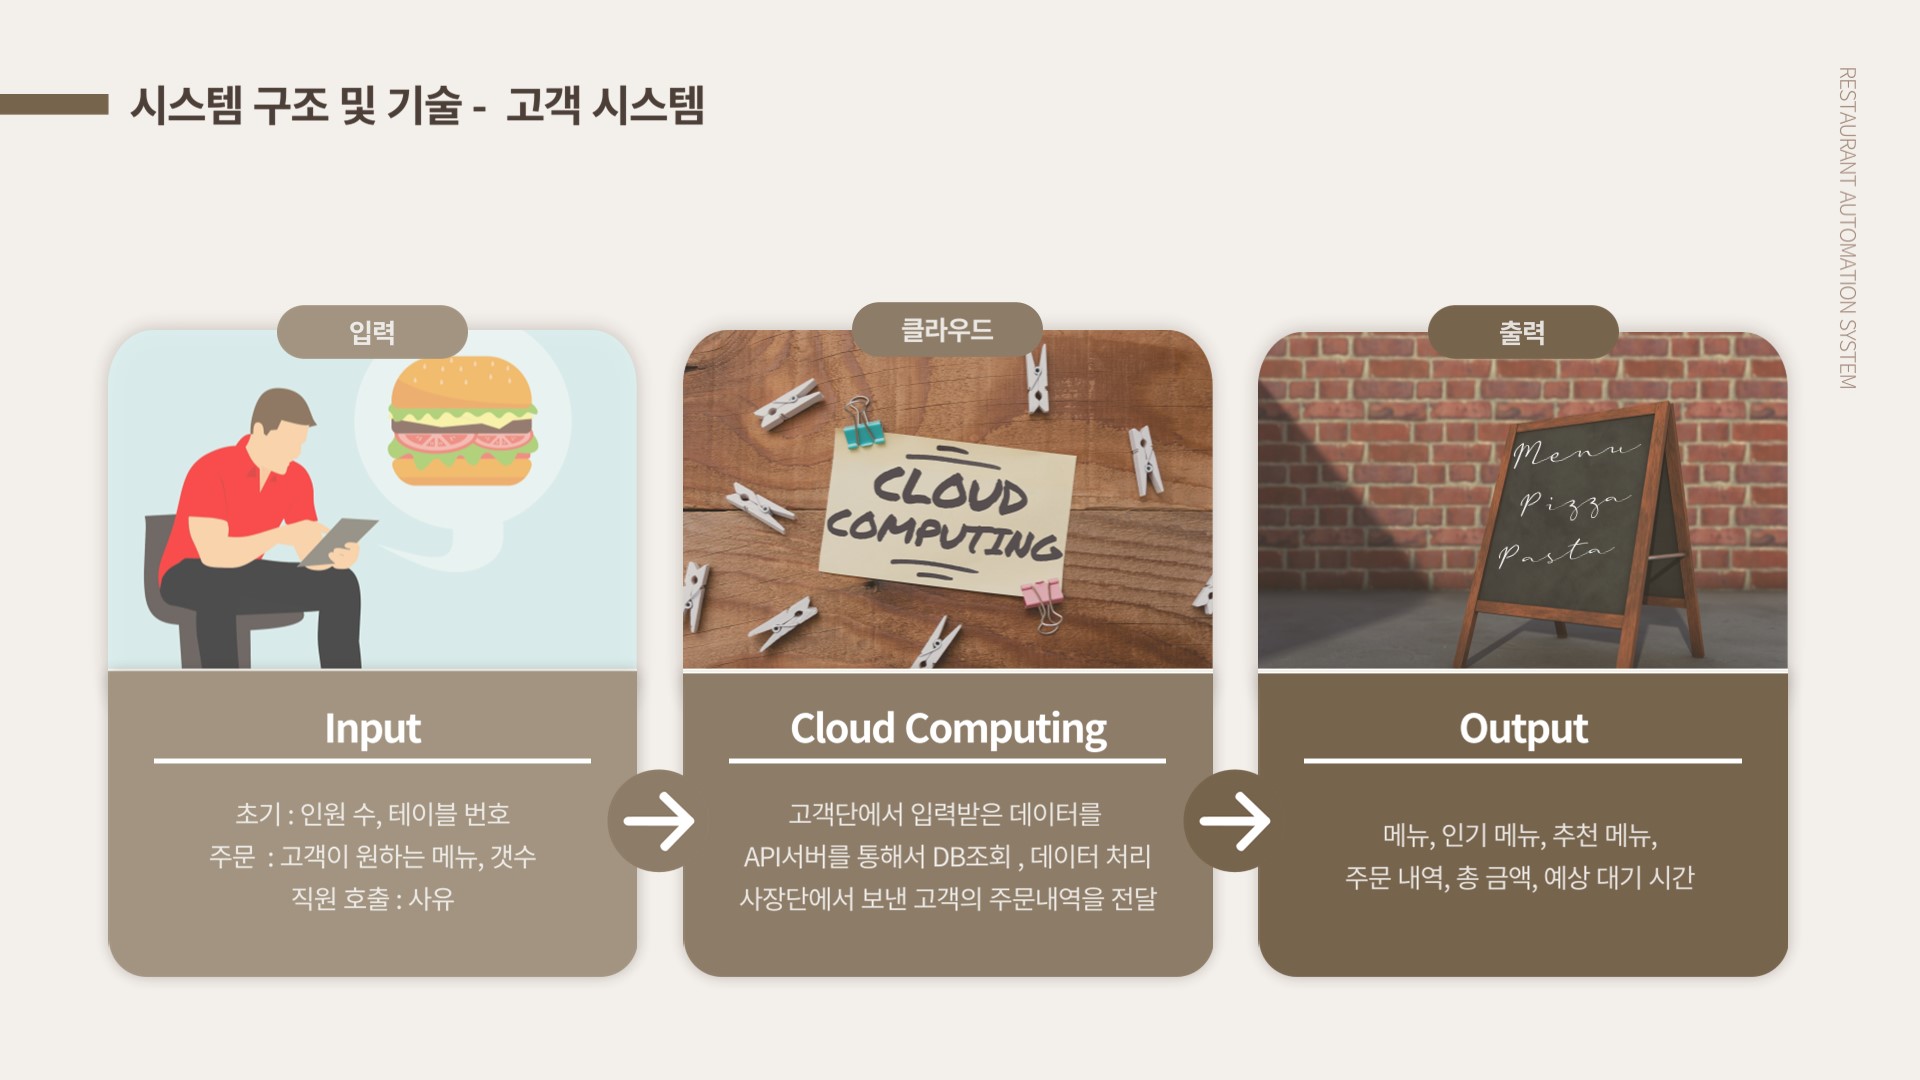 시스템 구조 및 기술 - 고객 시스템
RESTAURANT AUTOMATION SYSTEM
입력
Input
초기 : 인원 수, 테이블 번호
주문 : 고객이 원하는 메뉴, 갯수
직원 호출 : 사유
클라우드
CLOUD
COMPUTING
Cloud Computing
고객단에서 입력받은 데이터를
API서버를 통해서 DB조회 , 데이터 처리
사장단에서 보낸 고객의 주문내역을 전달
출력
Menu
Pizza
Pasta
Output
메뉴, 인기 메뉴, 추천 메뉴,
주문 내역, 총 금액, 예상 대기 시간